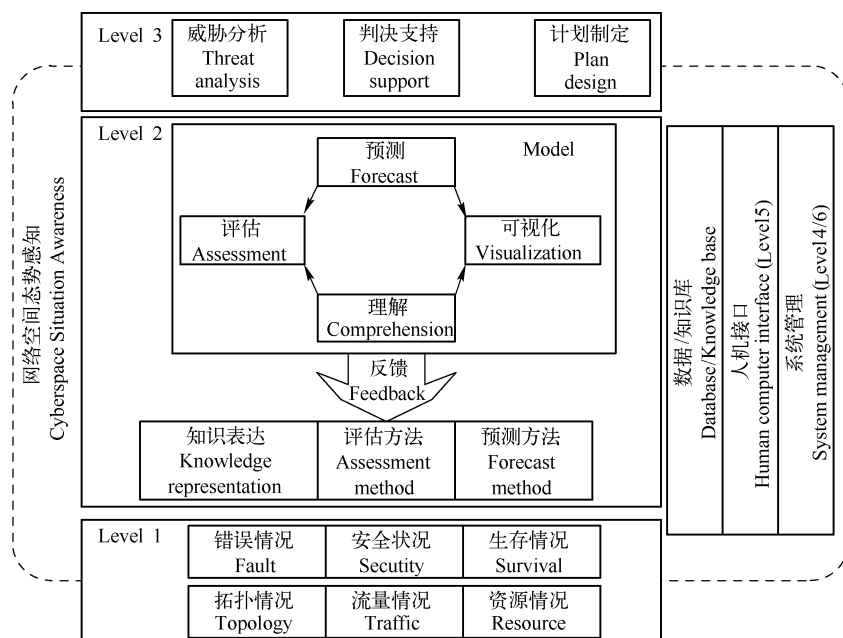 Level 3
威胁分析
Threat
analysis
判决支持
Decision
support
计划制定
Plan
design
网络空间态势感知
Cyberspace Situation Awareness
Level 2
Model
预测
Forecast
评估
Assessment
可视化
Visualization
理解
Comprehension
反馈
Feedback
知识表达
Knowledge
representation
评估方法
Assessment
method
预测方法
Forecast
method
数据/知识库
Database/Knowledge base
人机接口
Human computer interface (Level5)
系统管理
System management (Level4/6)
Level 1
错误情况
Fault
安全状况
Secutity
生存情况
Survival
拓扑情况
Topology
流量情况
Traffic
资源情况
Resource